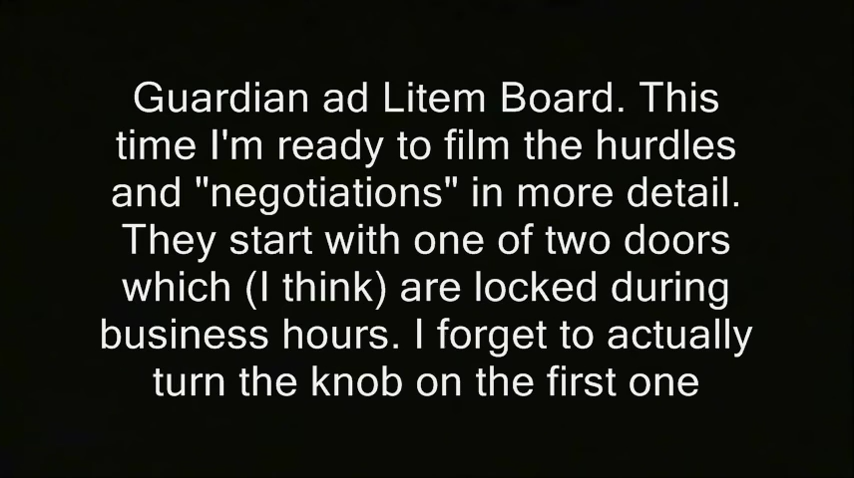 Guardian ad Litem Board. This
time I'm ready to film the hurdles
and "negotiations" in more detail.
They start with one of two doors
which (I think) are locked during
business hours. I forget to actually
turn the knob on the first one